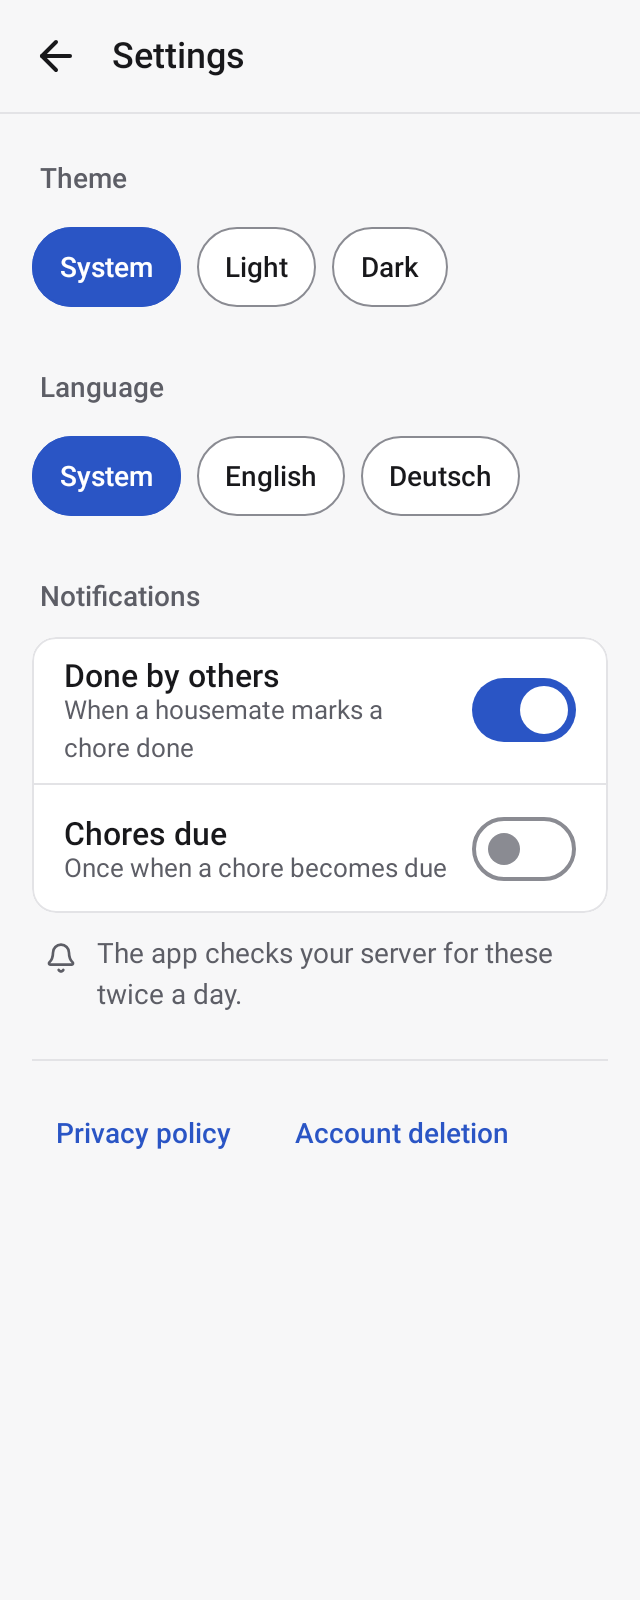 Settings
Theme
System
Light
Dark
Language
System
English
Deutsch
Notifications
Done by others
When a housemate marks a
chore done
Chores due
Once when a chore becomes due
The app checks your server for these
twice a day.
Privacy policy
Account deletion